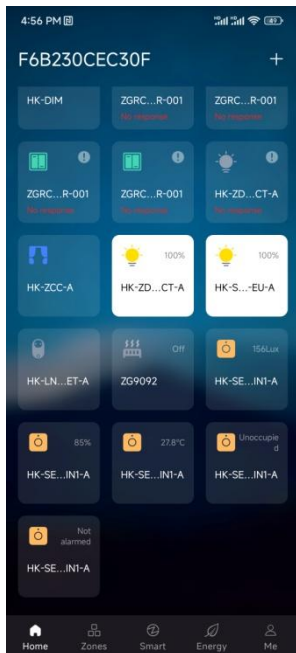 4:56 PM
F6B230CEC30F
+
HK-DIM
ZGRC...R-001
No response
ZGRC...R-001
No response
ZGRC...R-001
No response
ZGRC...R-001
No response
HK-ZD...CT-A
No response
HK-ZCC-A
100%
HK-ZD...CT-A
100%
HK-S...-EU-A
HK-LN...ET-A
Off
ZG9092
156Lux
HK-SE...IN1-A
85%
HK-SE...IN1-A
27.8°C
HK-SE...IN1-A
Unoccupie
d
HK-SE...IN1-A
Not
alarmed
HK-SE...IN1-A
Home Zones Smart Energy Me